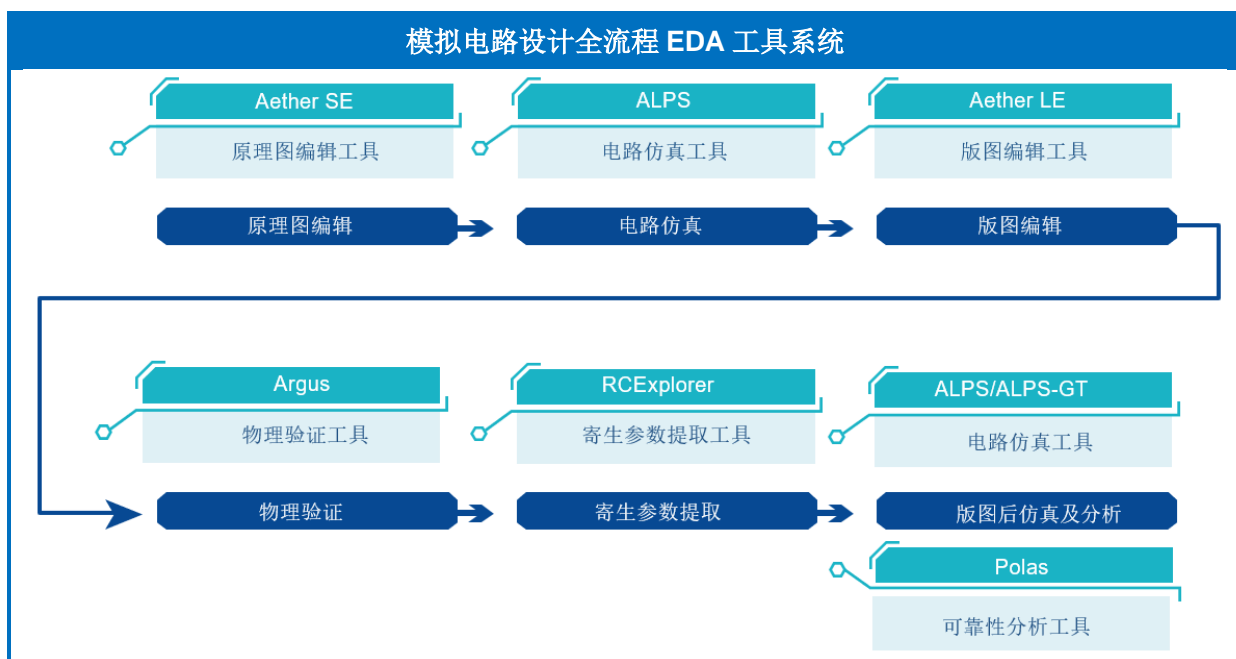 模拟电路设计全流程 EDA 工具系统
Aether SE
ALPS
Aether LE
原理图编辑工具
电路仿真工具
版图编辑工具
原理图编辑
电路仿真
版图编辑
Argus
RCExplorer
ALPS/ALPS-GT
物理验证工具
寄生参数提取工具
电路仿真工具
物理验证
寄生参数提取
版图后仿真及分析
Polas
可靠性分析工具